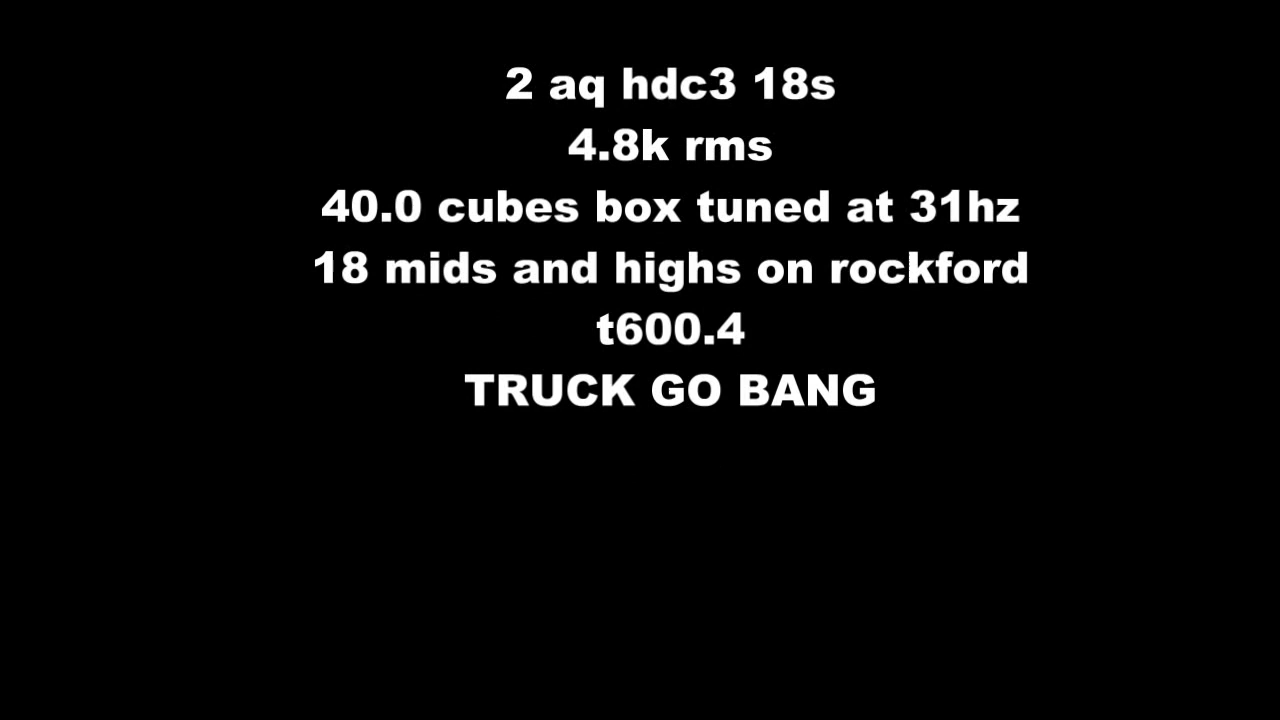 2 aq hdc3 18s
4.8k rms
40.0 cubes box tuned at 31hz
18 mids and highs on rockford
t600.4
TRUCK GO BANG